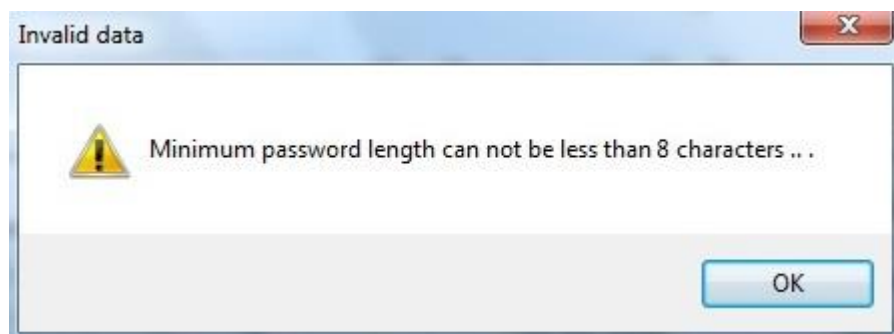 Invalid data
Minimum password length can not be less than 8 characters .. .
OK